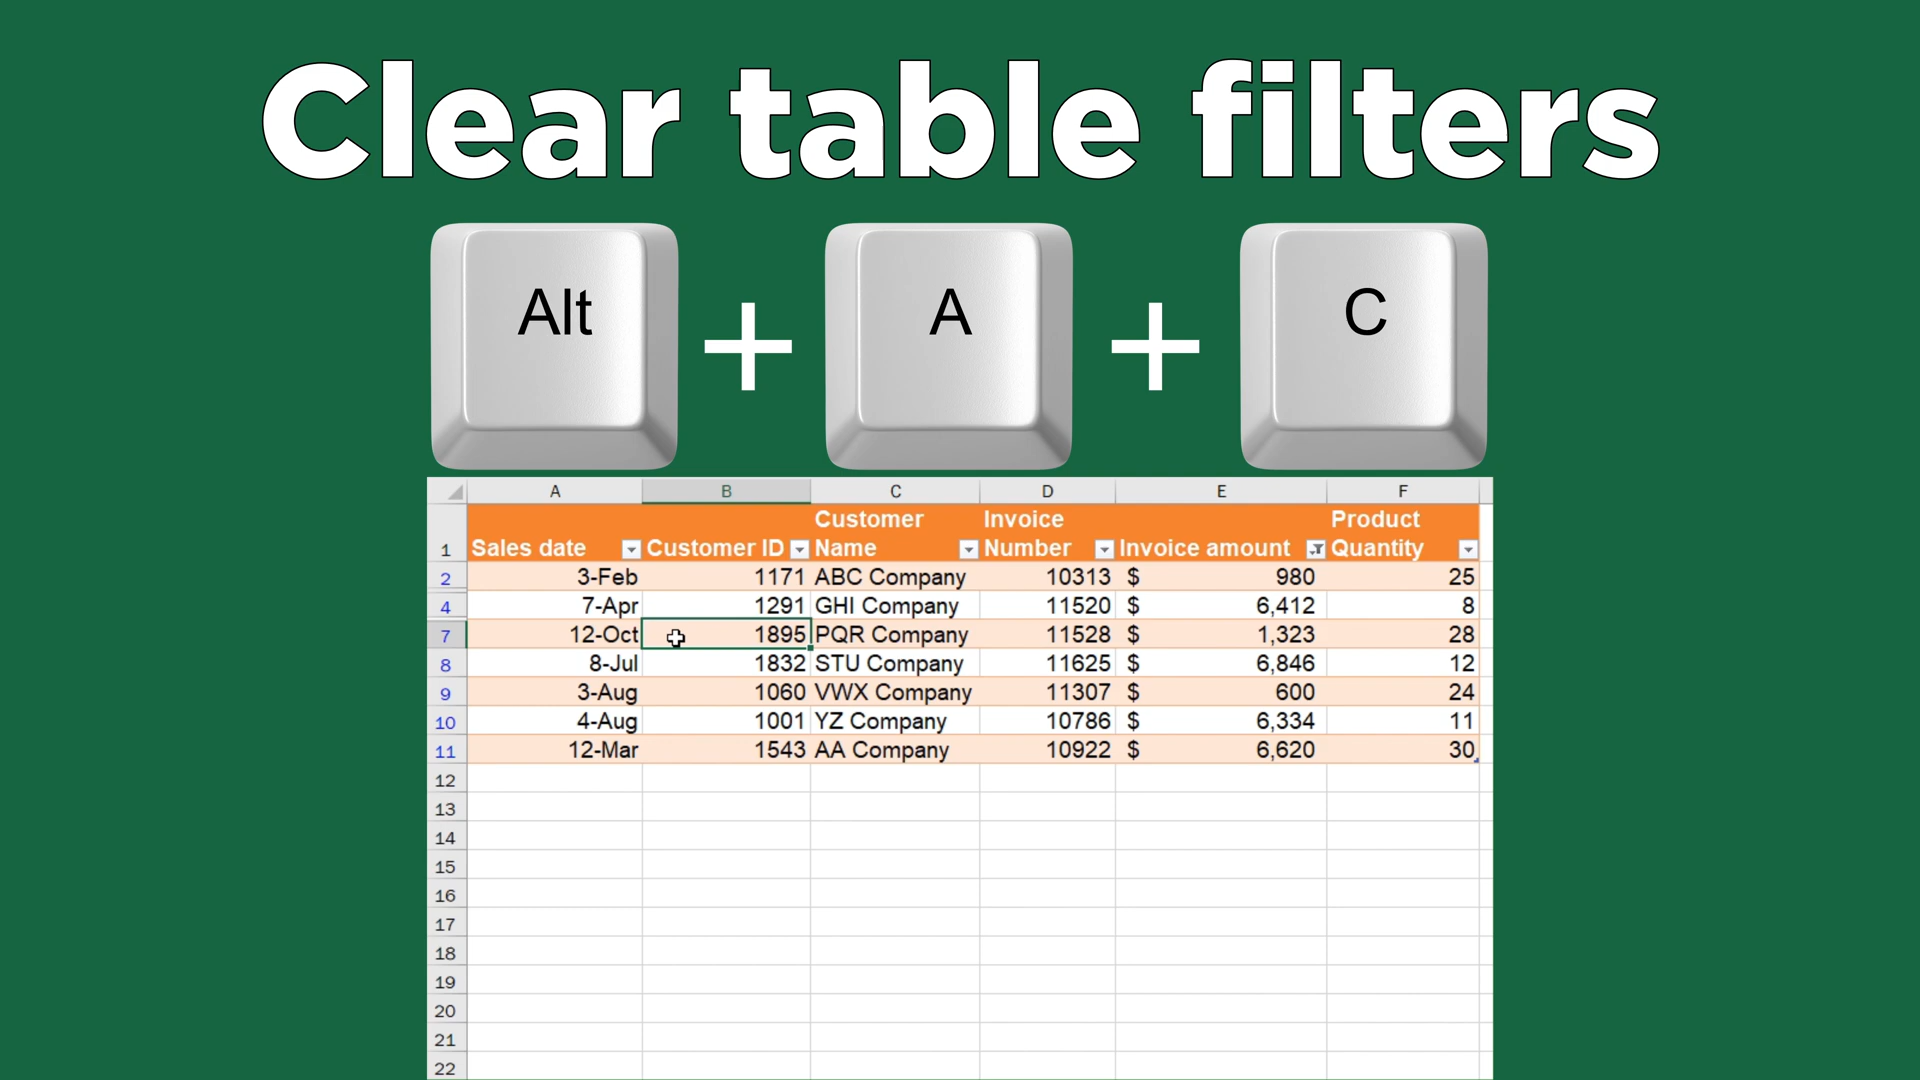 Clear table filters
Alt + A + C
A B C D E F
1 Sales date Customer ID Customer Name Invoice Number Invoice amount Product Quantity
2 3-Feb 1171 ABC Company 10313 $ 980 25
4 7-Apr 1291 GHI Company 11520 $ 6,412 8
7 12-Oct 1895 PQR Company 11528 $ 1,323 28
8 8-Jul 1832 STU Company 11625 $ 6,846 12
9 3-Aug 1060 VWX Company 11307 $ 600 24
10 4-Aug 1001 YZ Company 10786 $ 6,334 11
11 12-Mar 1543 AA Company 10922 $ 6,620 30
12
13
14
15
16
17
18
19
20
21
22